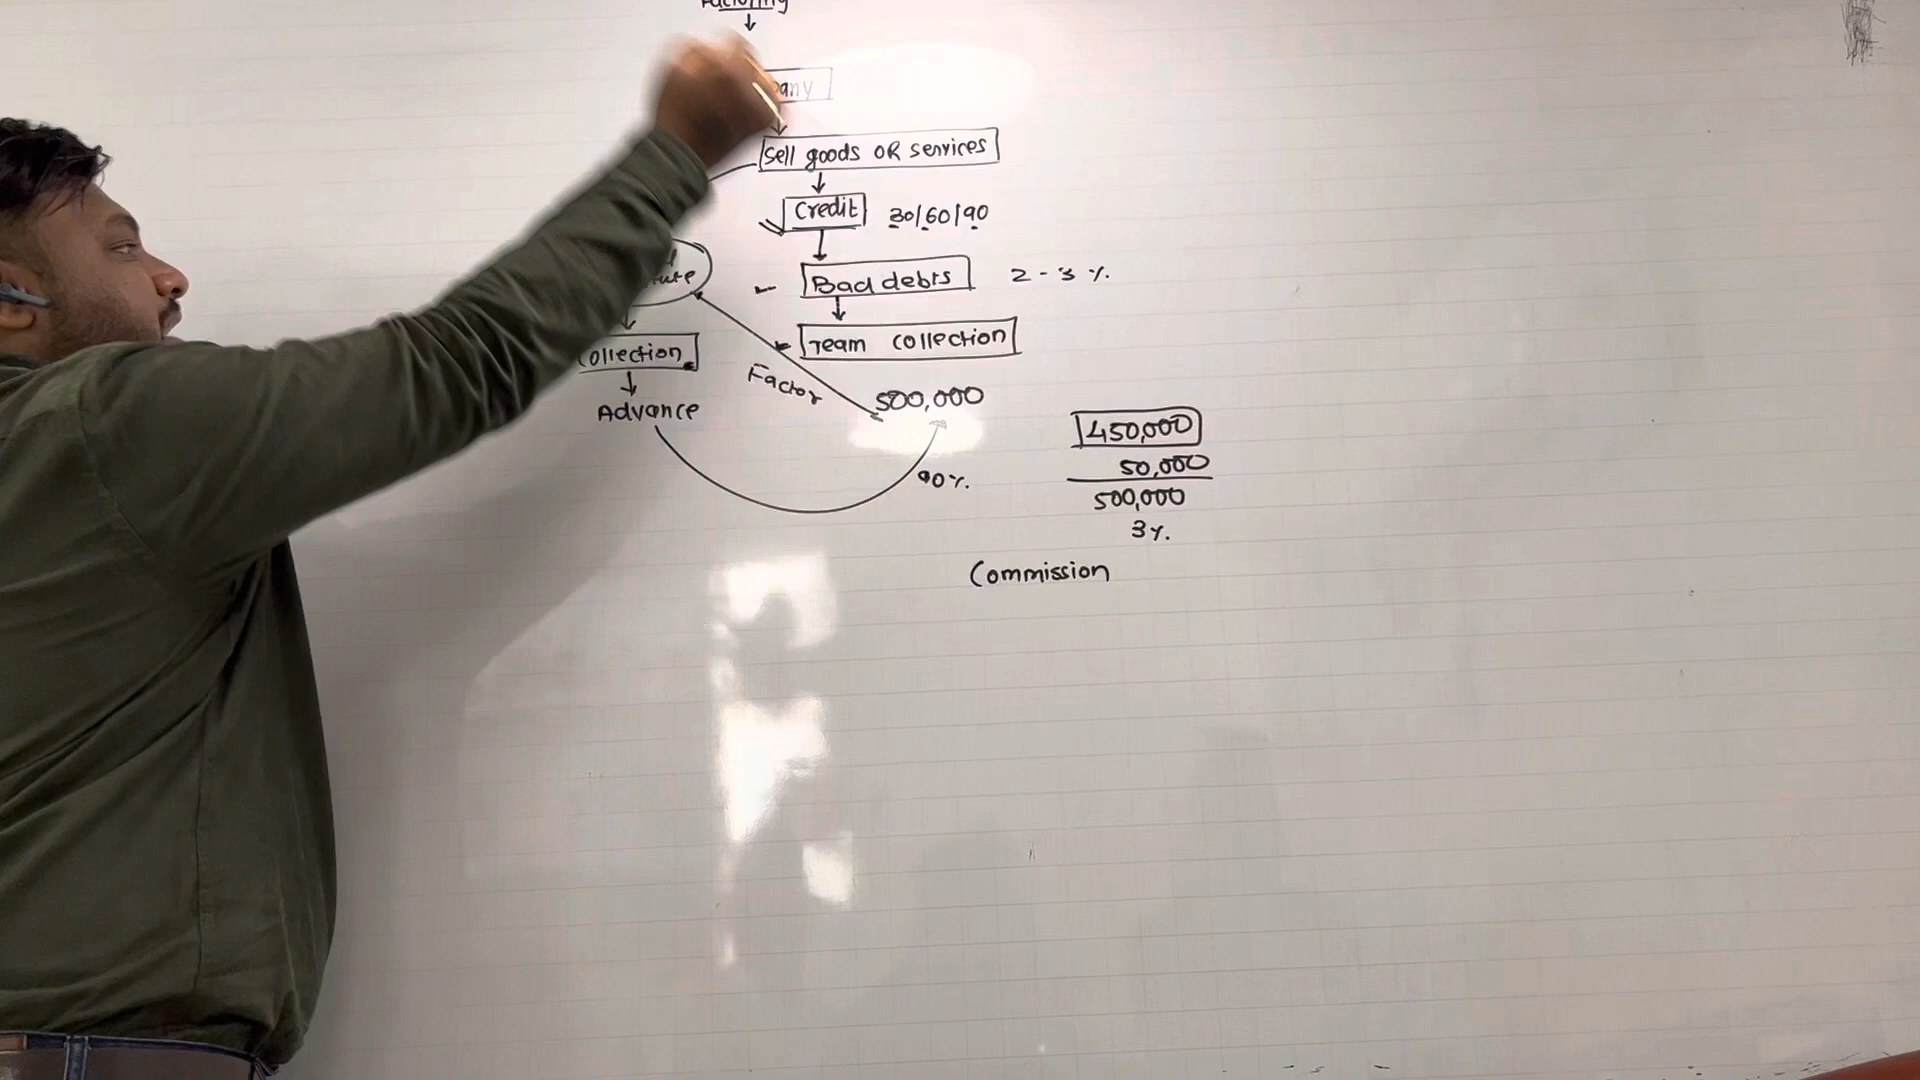 Factoring
Sell goods OR services
Credit 30/60/90
Bad debts 2-3 %.
Team collection
Collection
Factor
Advance
500,000
90%.
450,000
50,000
500,000
3%.
Commission